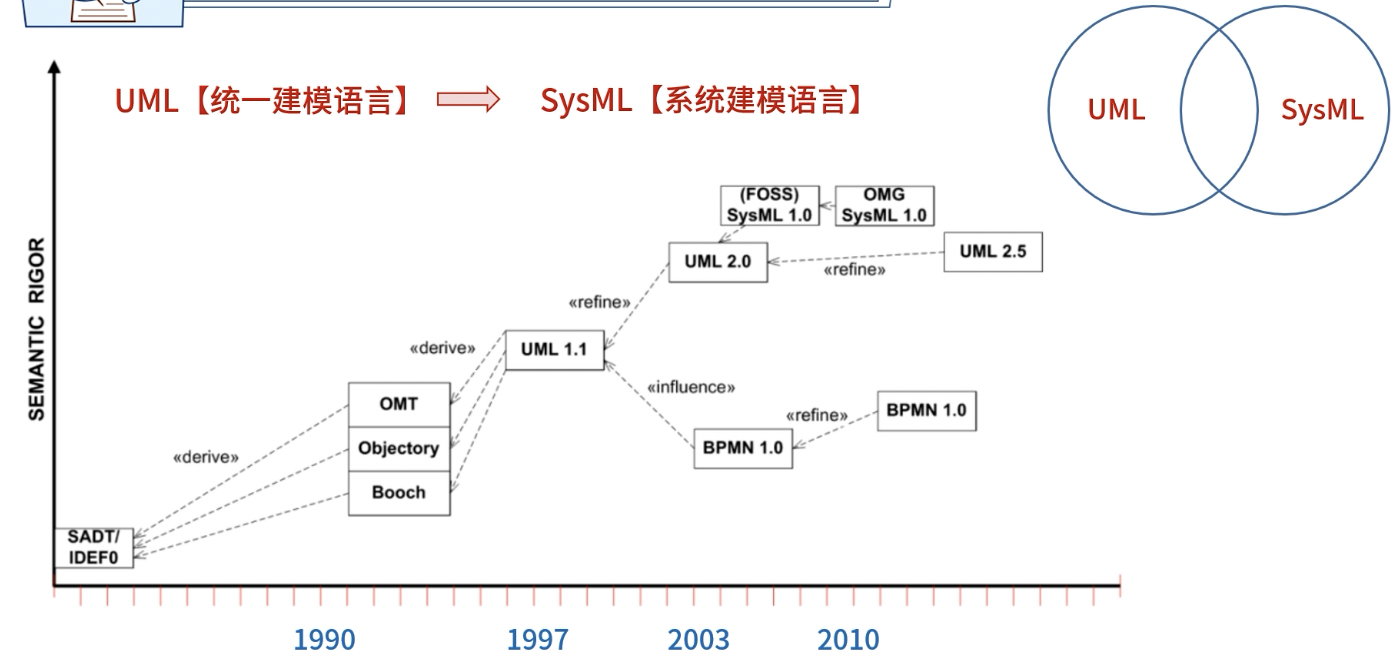 UML【统一建模语言】
SysML【系统建模语言】
UML
SysML
SEMANTIC RIGOR
(FOSS)
SysML 1.0
OMG
SysML 1.0
UML 2.0
UML 2.5
«refine»
«refine»
UML 1.1
«derive»
«influence»
OMT
Objectory
Booch
«refine»
BPMN 1.0
BPMN 1.0
«derive»
SADT/
IDEF0
1990
1997
2003
2010